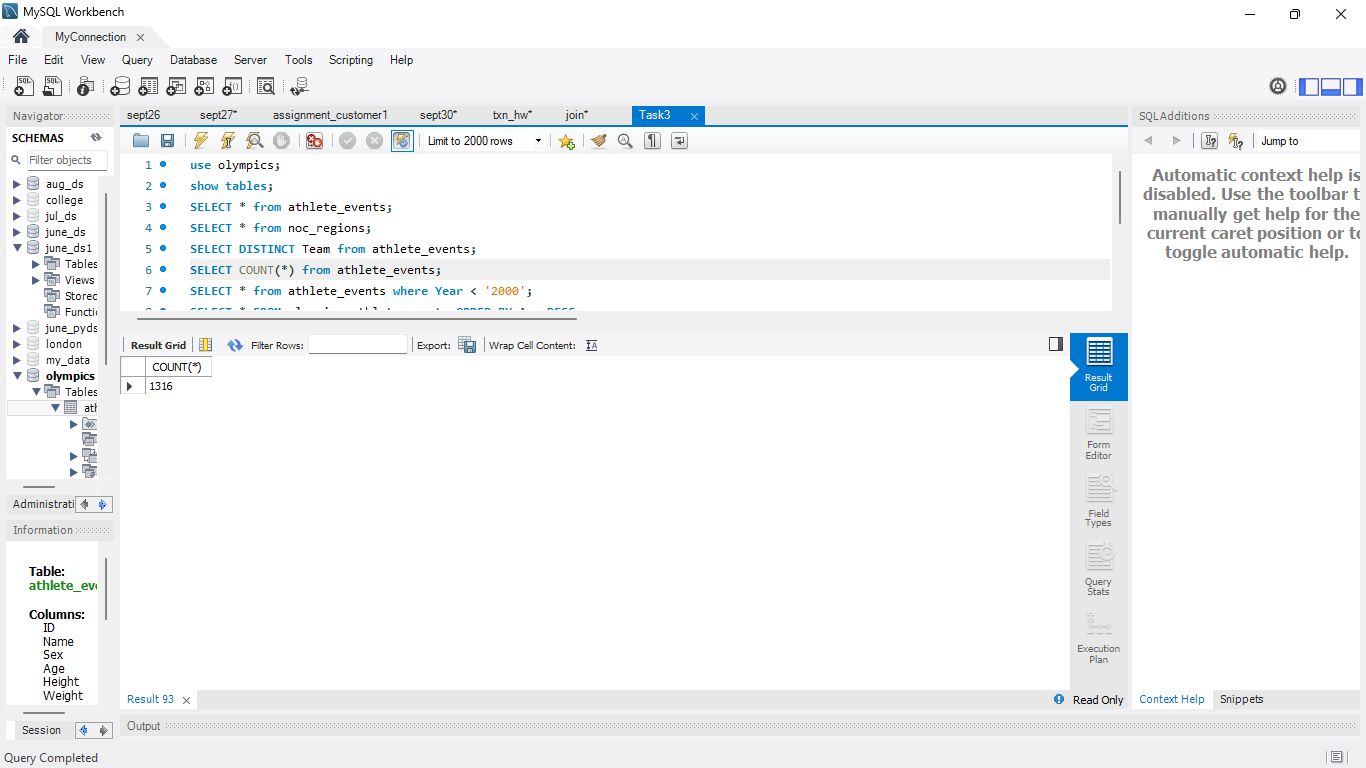 MySQL Workbench
MyConnection
File Edit View Query Database Server Tools Scripting Help
Navigator
SCHEMAS
Filter objects
aug_ds
college
jul_ds
june_ds
june_ds1
Tables
Views
Stored
Functi
june_pyds
london
my_data
olympics
Tables
ath
Administrati
Information
Table:
athlete_eve
Columns:
ID
Name
Sex
Age
Height
Weight
Session
sept26 sept27* assignment_customer1 sept30* txn_hw* join* Task3
Limit to 2000 rows
1 use olympics;
2 show tables;
3 SELECT * from athlete_events;
4 SELECT * from noc_regions;
5 SELECT DISTINCT Team from athlete_events;
6 SELECT COUNT(*) from athlete_events;
7 SELECT * from athlete_events where Year < '2000';
Result Grid Filter Rows: Export: Wrap Cell Content:
COUNT(*)
1316
Result Grid
Form Editor
Field Types
Query Stats
Execution Plan
Result 93
Read Only
Output
SQLAdditions
Jump to
Automatic context help is
disabled. Use the toolbar t
manually get help for the
current caret position or to
toggle automatic help.
Context Help Snippets
Query Completed